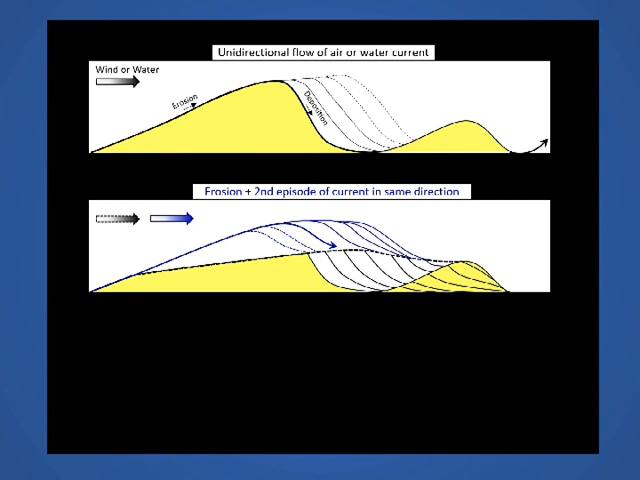 Unidirectional flow of air or water current
Wind or Water
Erosion
Deposition
Erosion + 2nd episode of current in same direction